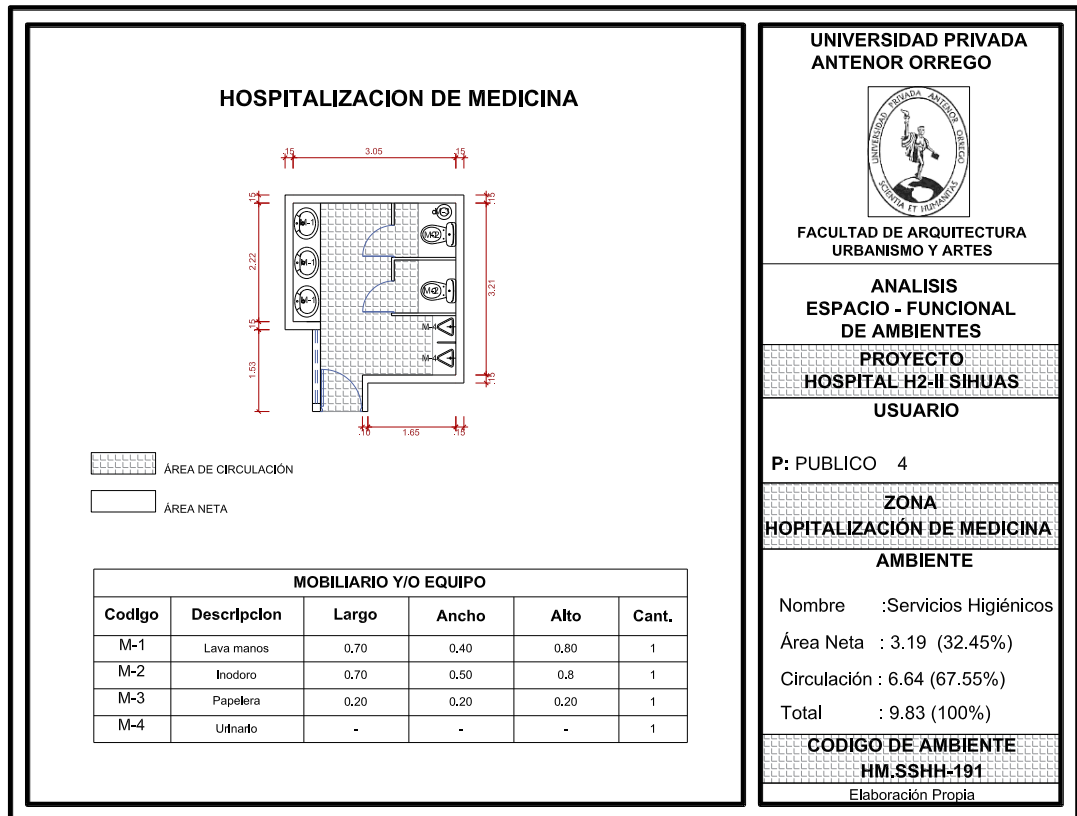 HOSPITALIZACION DE MEDICINA
.15 3.05 .15
.15 .15
M-1 M-3
M-2
2.22
M-1
3.21
M-1 M-2
.15
M-4
M-4
1.53
.15
.10 1.65 .15
ÁREA DE CIRCULACIÓN
ÁREA NETA
MOBILIARIO Y/O EQUIPO
Codigo Descripcion Largo Ancho Alto Cant.
M-1 Lava manos 0.70 0.40 0.80 1
M-2 Inodoro 0.70 0.50 0.8 1
M-3 Papelera 0.20 0.20 0.20 1
M-4 Urinario - - - 1
UNIVERSIDAD PRIVADA
ANTENOR ORREGO
UNIVERSIDAD PRIVADA ANTENOR ORREGO
SCIENTIA ET HUMANITAS
FACULTAD DE ARQUITECTURA
URBANISMO Y ARTES
ANALISIS
ESPACIO - FUNCIONAL
DE AMBIENTES
PROYECTO
HOSPITAL H2-II SIHUAS
USUARIO
P: PUBLICO 4
ZONA
HOPITALIZACIÓN DE MEDICINA
AMBIENTE
Nombre :Servicios Higiénicos
Área Neta : 3.19 (32.45%)
Circulación : 6.64 (67.55%)
Total : 9.83 (100%)
CODIGO DE AMBIENTE
HM.SSHH-191
Elaboración Propia